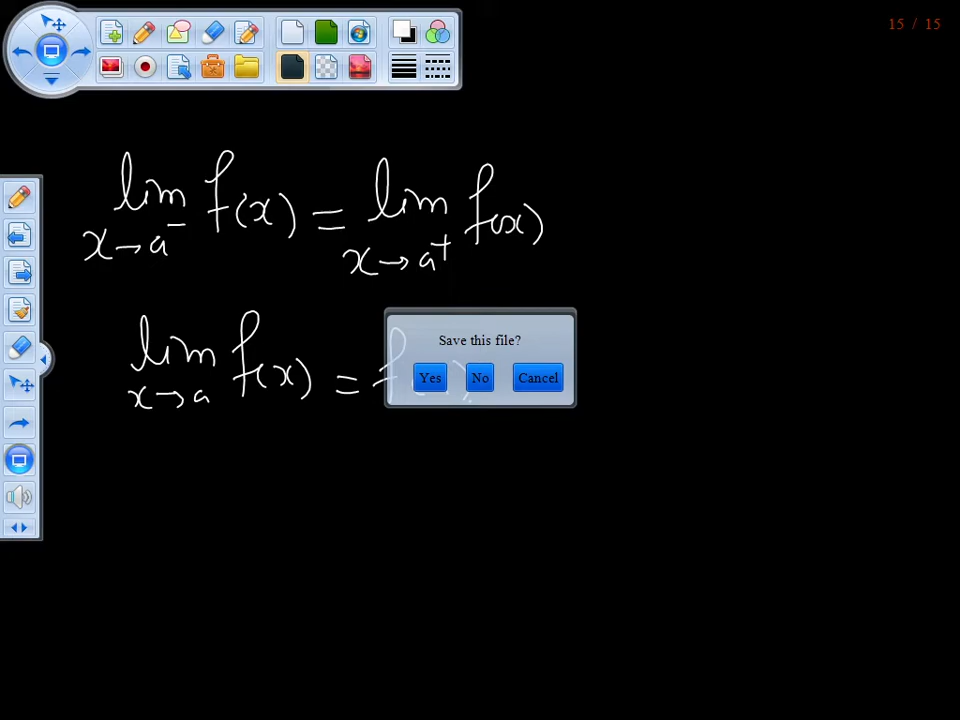 15 / 15
lim f(x) = lim f(x)
x→a⁻ x→a⁺
lim f(x) = f
x→a
Save this file?
Yes No Cancel